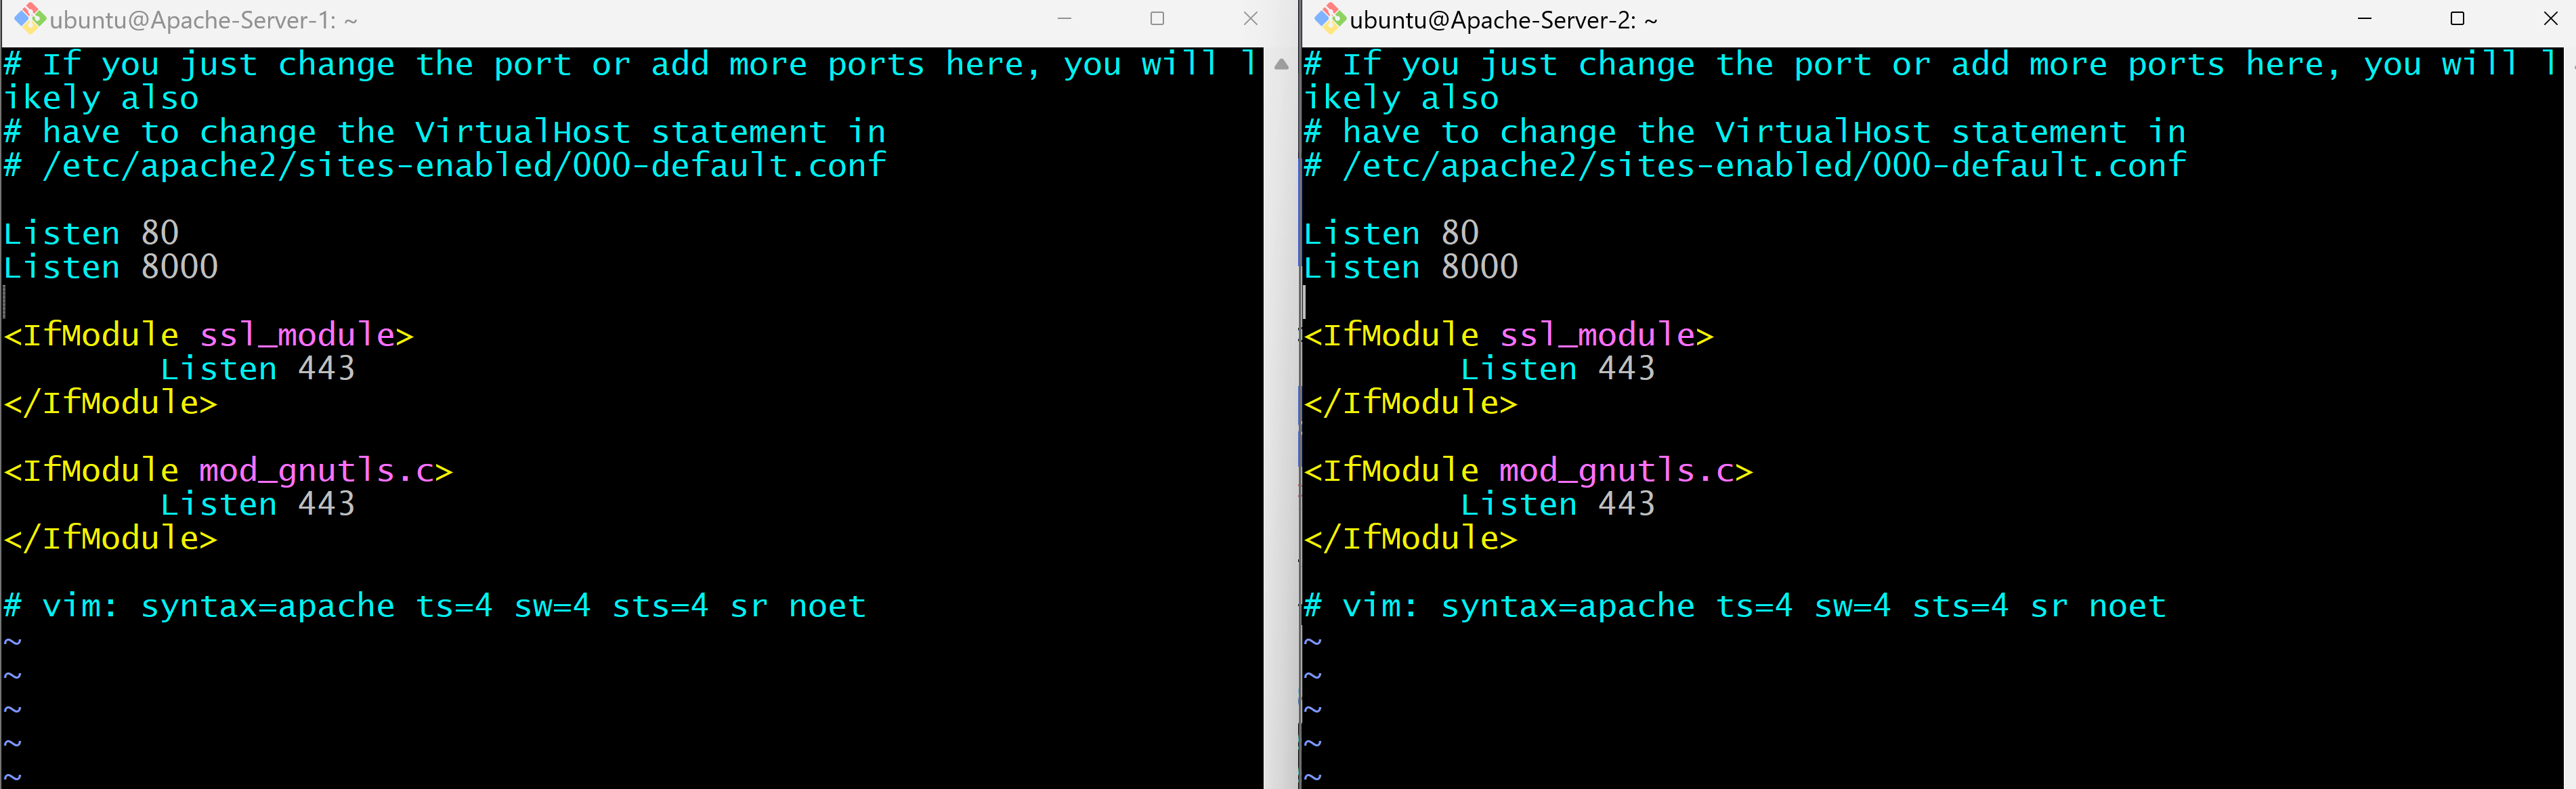 ubuntu@Apache-Server-1: ~
# If you just change the port or add more ports here, you will l
ikely also
# have to change the VirtualHost statement in
# /etc/apache2/sites-enabled/000-default.conf
Listen 80
Listen 8000
<IfModule ssl_module>
        Listen 443
</IfModule>
<IfModule mod_gnutls.c>
        Listen 443
</IfModule>
# vim: syntax=apache ts=4 sw=4 sts=4 sr noet
~
~
~
~
~
ubuntu@Apache-Server-2: ~
# If you just change the port or add more ports here, you will l
ikely also
# have to change the VirtualHost statement in
# /etc/apache2/sites-enabled/000-default.conf
Listen 80
Listen 8000
<IfModule ssl_module>
        Listen 443
</IfModule>
<IfModule mod_gnutls.c>
        Listen 443
</IfModule>
# vim: syntax=apache ts=4 sw=4 sts=4 sr noet
~
~
~
~
~